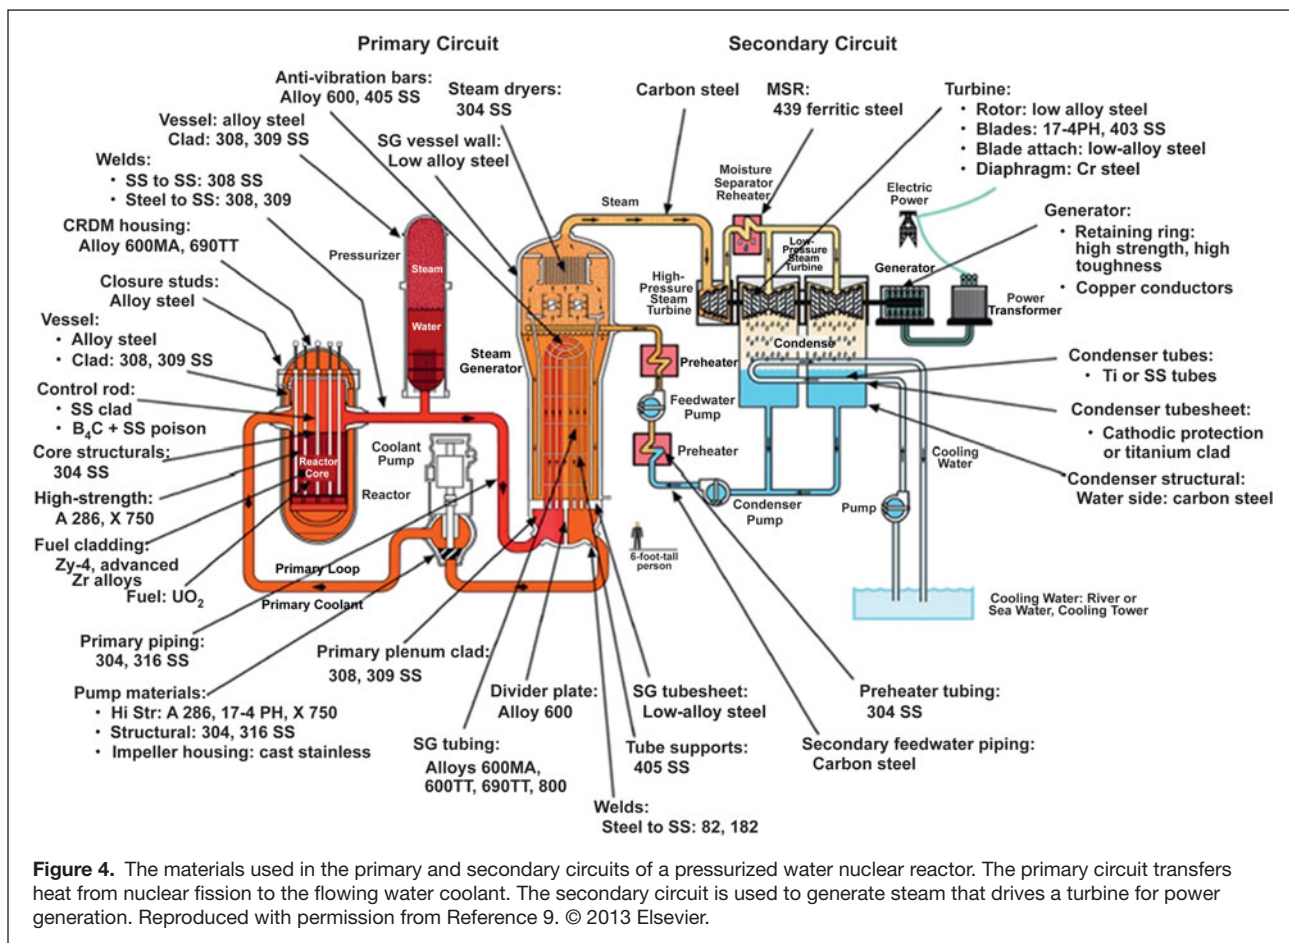 Primary Circuit
Secondary Circuit
Anti-vibration bars:
Alloy 600, 405 SS
Steam dryers:
304 SS
Carbon steel
MSR:
439 ferritic steel
Turbine:
• Rotor: low alloy steel
• Blades: 17-4PH, 403 SS
• Blade attach: low-alloy steel
• Diaphragm: Cr steel
Vessel: alloy steel
Clad: 308, 309 SS
SG vessel wall:
Low alloy steel
Welds:
• SS to SS: 308 SS
• Steel to SS: 308, 309
Moisture
Separator
Reheater
Electric
Power
Steam
CRDM housing:
Alloy 600MA, 690TT
Generator:
• Retaining ring:
high strength, high
toughness
• Copper conductors
Pressurizer
Steam
Water
Low-
Pressure
Steam
Turbine
High-
Pressure
Steam
Turbine
Generator
Power
Transformer
Closure studs:
Alloy steel
Vessel:
• Alloy steel
• Clad: 308, 309 SS
Steam
Generator
Preheater
Condense
Condenser tubes:
• Ti or SS tubes
Control rod:
• SS clad
• B4C + SS poison
Feedwater
Pump
Condenser tubesheet:
• Cathodic protection
or titanium clad
Core structurals:
304 SS
Coolant
Pump
Preheater
Cooling
Water
Reactor
Core
Reactor
Condenser structural:
Water side: carbon steel
High-strength:
A 286, X 750
Condenser
Pump
Pump
Fuel cladding:
Zy-4, advanced
Zr alloys
Fuel: UO2
6-foot-tall
person
Primary Loop
Primary Coolant
Cooling Water: River or
Sea Water, Cooling Tower
Primary piping:
304, 316 SS
Primary plenum clad:
308, 309 SS
Divider plate:
Alloy 600
SG tubesheet:
Low-alloy steel
Preheater tubing:
304 SS
Pump materials:
• Hi Str: A 286, 17-4 PH, X 750
• Structural: 304, 316 SS
• Impeller housing: cast stainless
SG tubing:
Alloys 600MA,
600TT, 690TT, 800
Tube supports:
405 SS
Secondary feedwater piping:
Carbon steel
Welds:
Steel to SS: 82, 182
Figure 4. The materials used in the primary and secondary circuits of a pressurized water nuclear reactor. The primary circuit transfers
heat from nuclear fission to the flowing water coolant. The secondary circuit is used to generate steam that drives a turbine for power
generation. Reproduced with permission from Reference 9. © 2013 Elsevier.